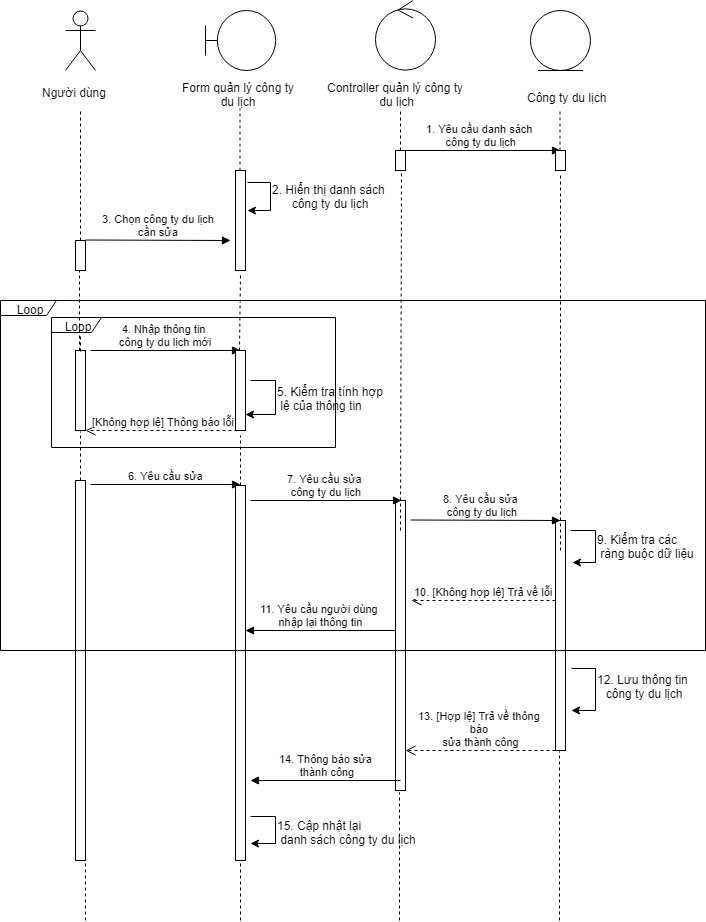 Người dùng
Form quản lý công ty
du lịch
Controller quản lý công ty
du lịch
Công ty du lịch
1. Yêu cầu danh sách
công ty du lịch
2. Hiển thị danh sách
công ty du lịch
3. Chọn công ty du lịch
cần sửa
Loop
Loop
4. Nhập thông tin
công ty du lịch mới
5. Kiểm tra tính hợp
lệ của thông tin
[Không hợp lệ] Thông báo lỗi
6. Yêu cầu sửa
7. Yêu cầu sửa
công ty du lịch
8. Yêu cầu sửa
công ty du lịch
9. Kiểm tra các
ràng buộc dữ liệu
10. [Không hợp lệ] Trả về lỗi
11. Yêu cầu người dùng
nhập lại thông tin
12. Lưu thông tin
công ty du lịch
13. [Hợp lệ] Trả về thông
báo
sửa thành công
14. Thông báo sửa
thành công
15. Cập nhật lại
danh sách công ty du lịch